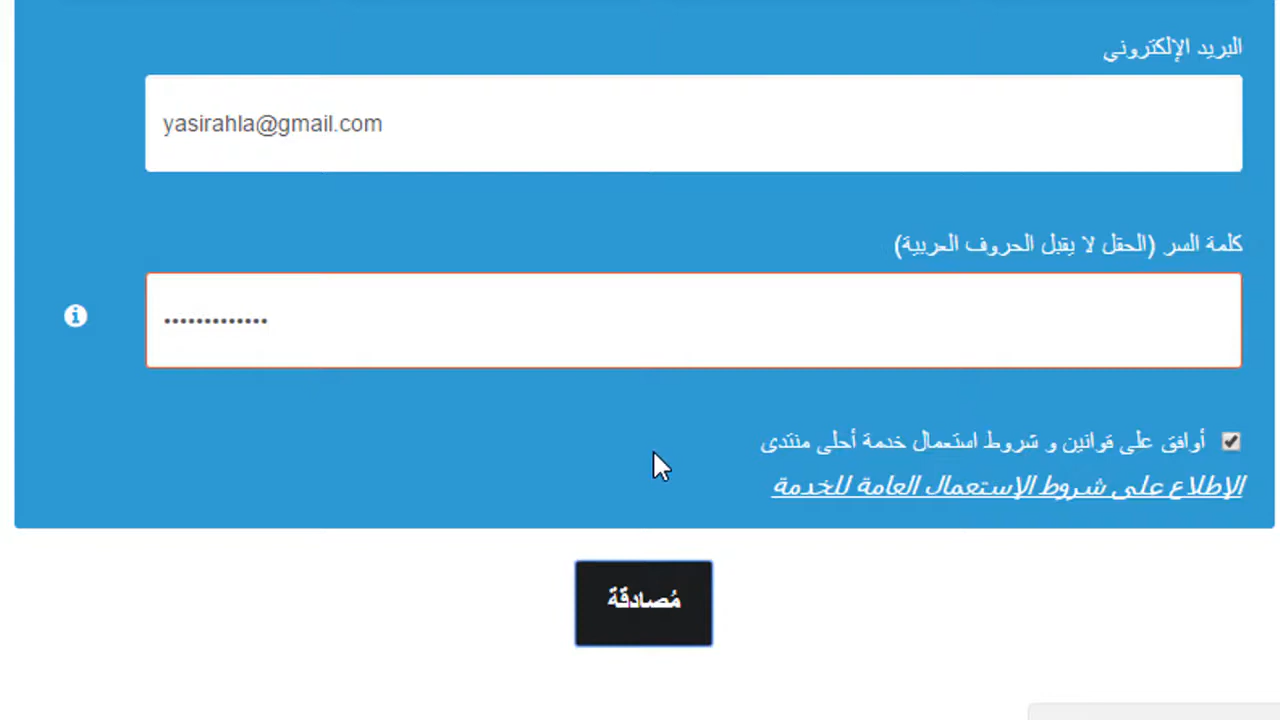 البريد الإلكتروني
yasirahla@gmail.com
كلمة السر (الحقل لا يقبل الحروف العربية)
•••••••••••••
أوافق على قوانين و شروط استعمال خدمة أحلى منتدى
الإطلاع على شروط الإستعمال العامة للخدمة
مُصادقة